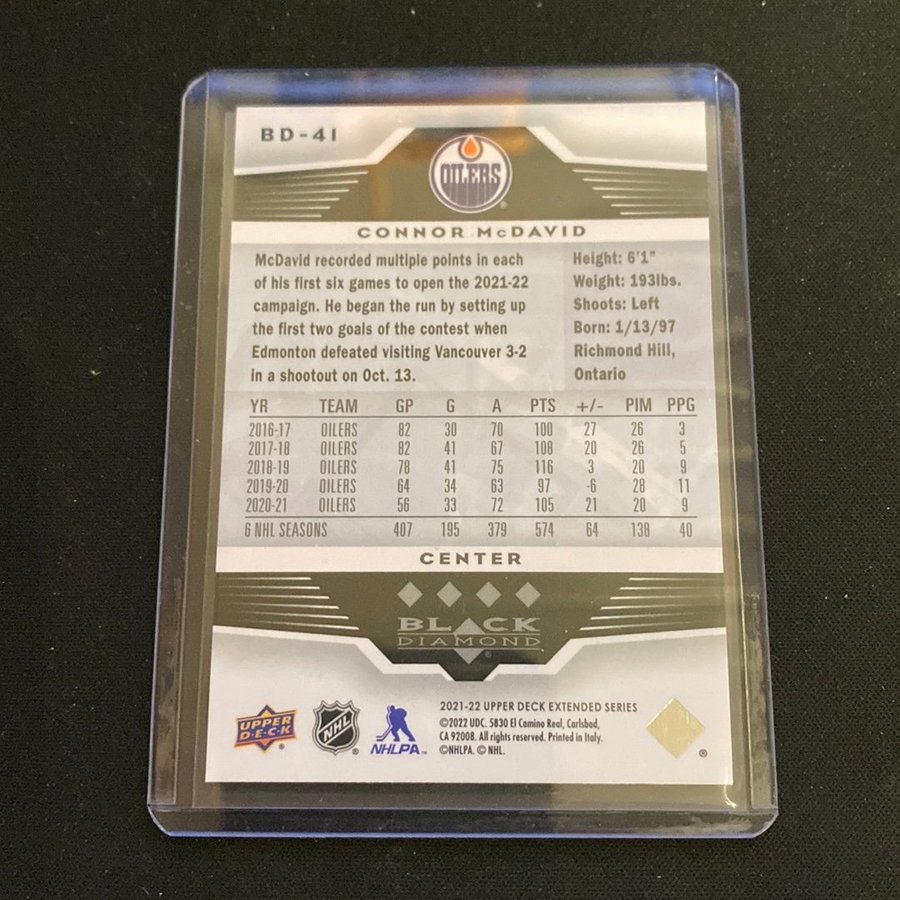 BD-41
OILERS
CONNOR McDAVID
McDavid recorded multiple points in each
of his first six games to open the 2021-22
campaign. He began the run by setting up
the first two goals of the contest when
Edmonton defeated visiting Vancouver 3-2
in a shootout on Oct. 13.
Height: 6'1"
Weight: 193lbs.
Shoots: Left
Born: 1/13/97
Richmond Hill,
Ontario
YR TEAM GP G A PTS +/- PIM PPG
2016-17 OILERS 82 30 70 100 27 26 3
2017-18 OILERS 82 41 67 108 20 26 5
2018-19 OILERS 78 41 75 116 3 20 9
2019-20 OILERS 64 34 63 97 -6 28 11
2020-21 OILERS 56 33 72 105 21 20 9
6 NHL SEASONS 407 195 379 574 64 138 40
CENTER
BLACK
DIAMOND®
UPPER
DECK®
NHL®
NHLPA™
2021-22 UPPER DECK EXTENDED SERIES
©2022 UDC. 5830 El Camino Real, Carlsbad,
CA 92008. All rights reserved. Printed in Italy.
©NHLPA. © NHL.